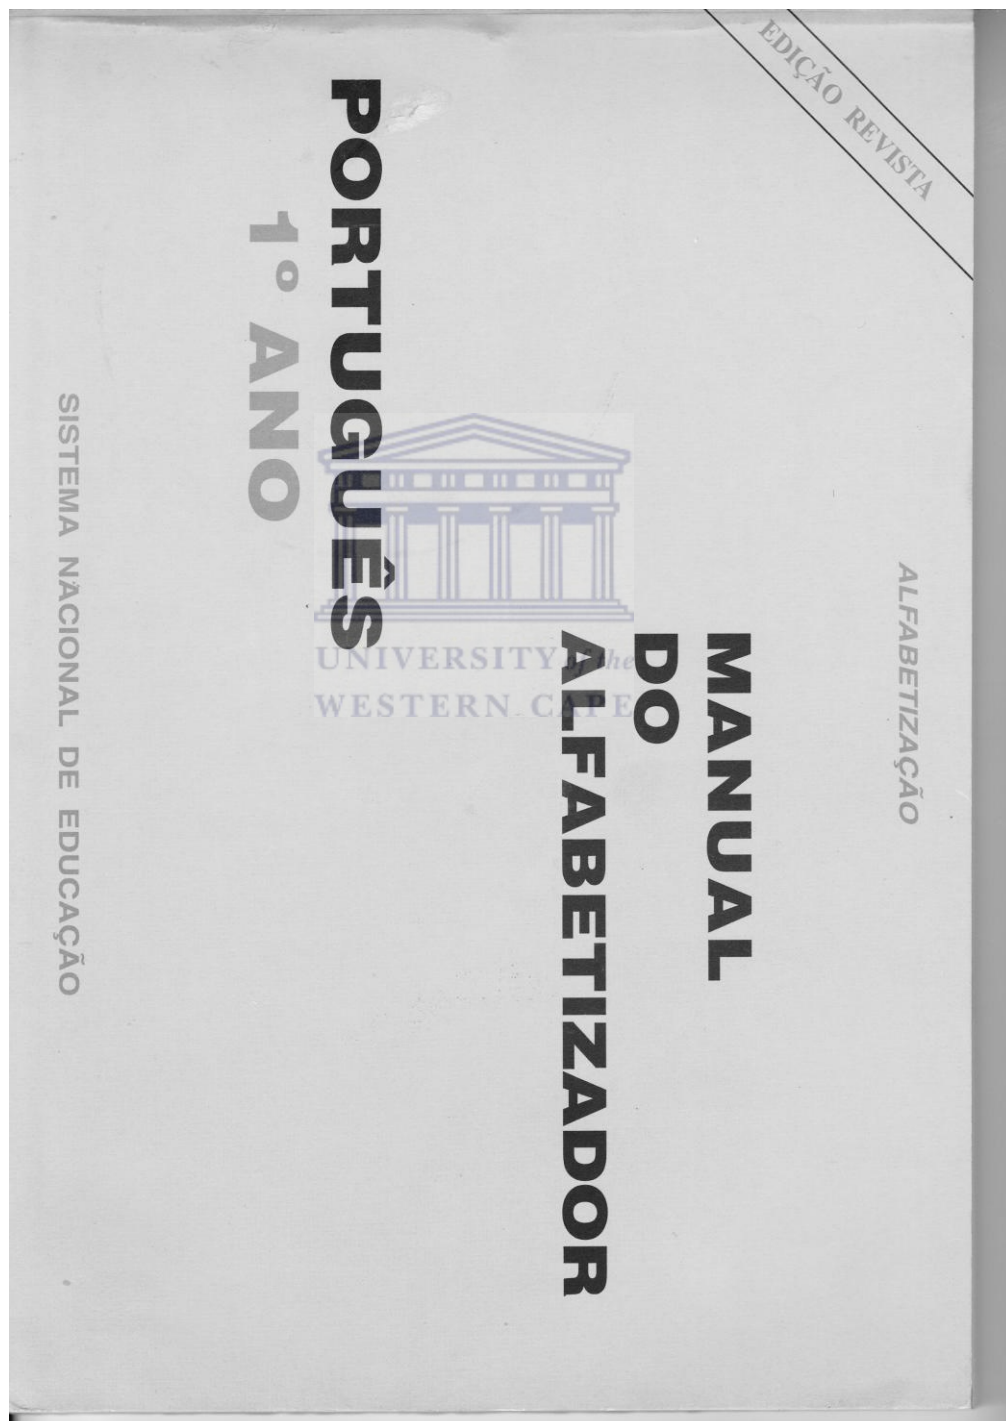 EDIÇÃO REVISTA
ALFABETIZAÇÃO
MANUAL
DO
ALFABETIZADOR
PORTUGUÊS
1º ANO
SISTEMA NACIONAL DE EDUCAÇÃO
UNIVERSITY of the
WESTERN CAPE